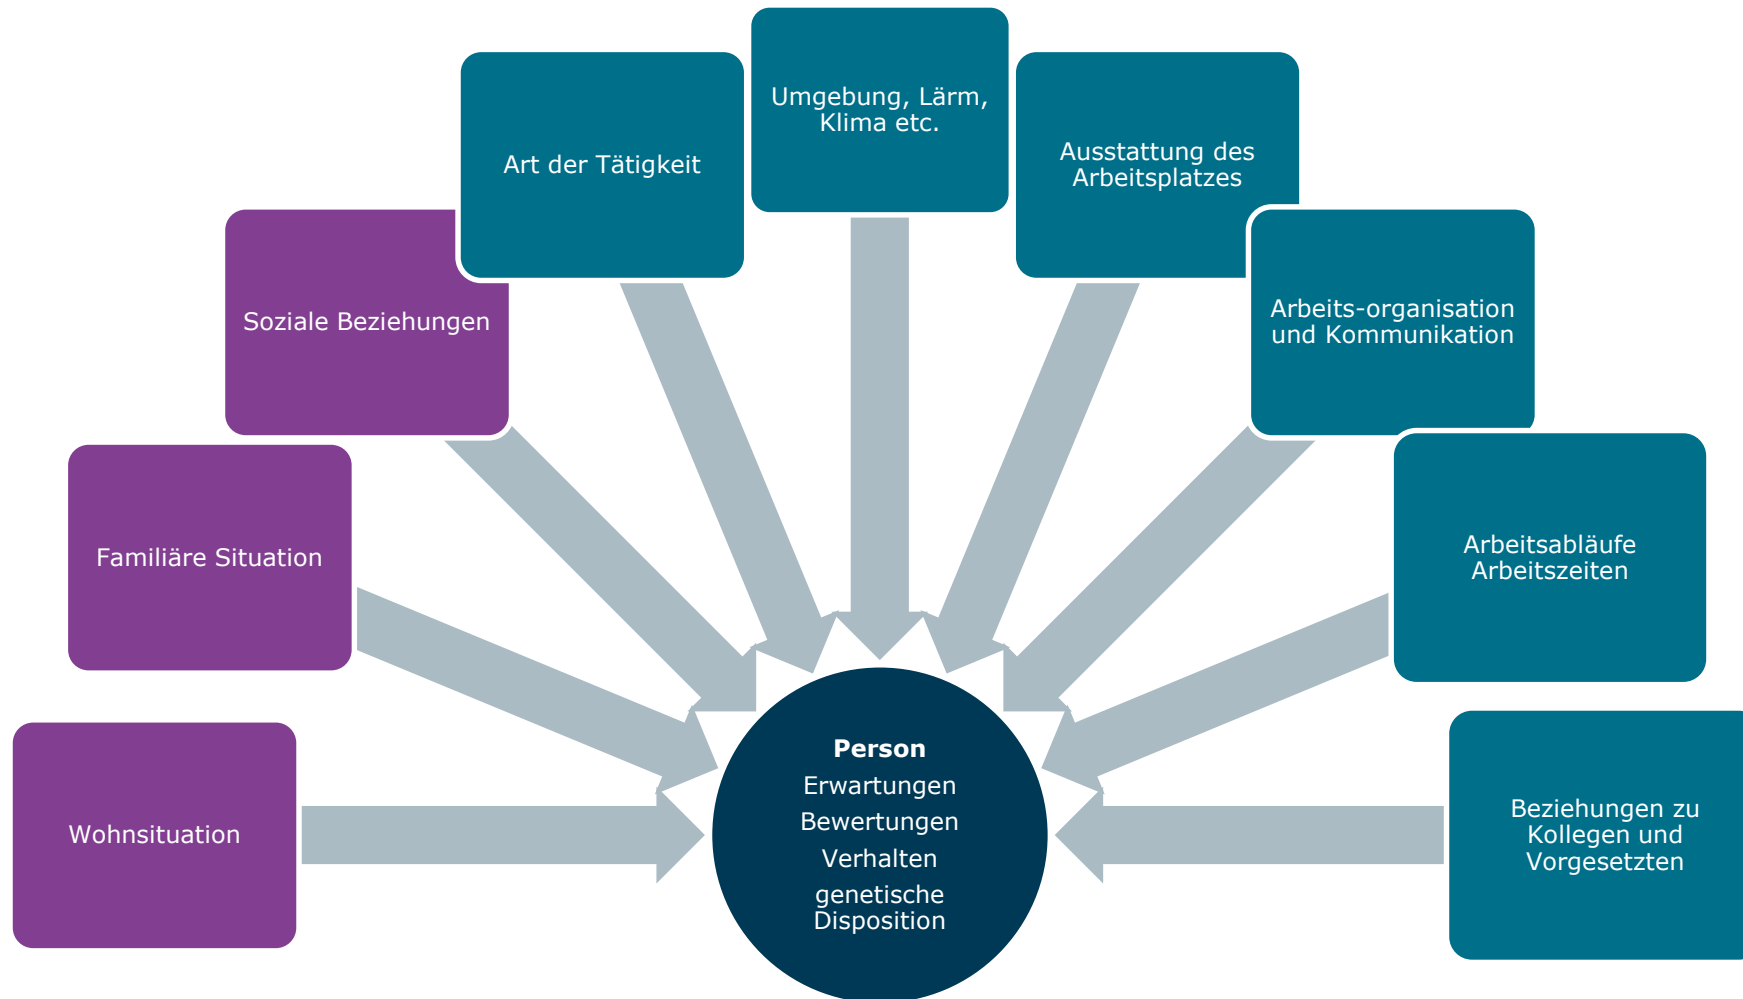 Umgebung, Lärm,
Klima etc.
Art der Tätigkeit
Ausstattung des
Arbeitsplatzes
Soziale Beziehungen
Arbeits-organisation
und Kommunikation
Familiäre Situation
Arbeitsabläufe
Arbeitszeiten
Wohnsituation
Person
Erwartungen
Bewertungen
Verhalten
genetische
Disposition
Beziehungen zu
Kollegen und
Vorgesetzten